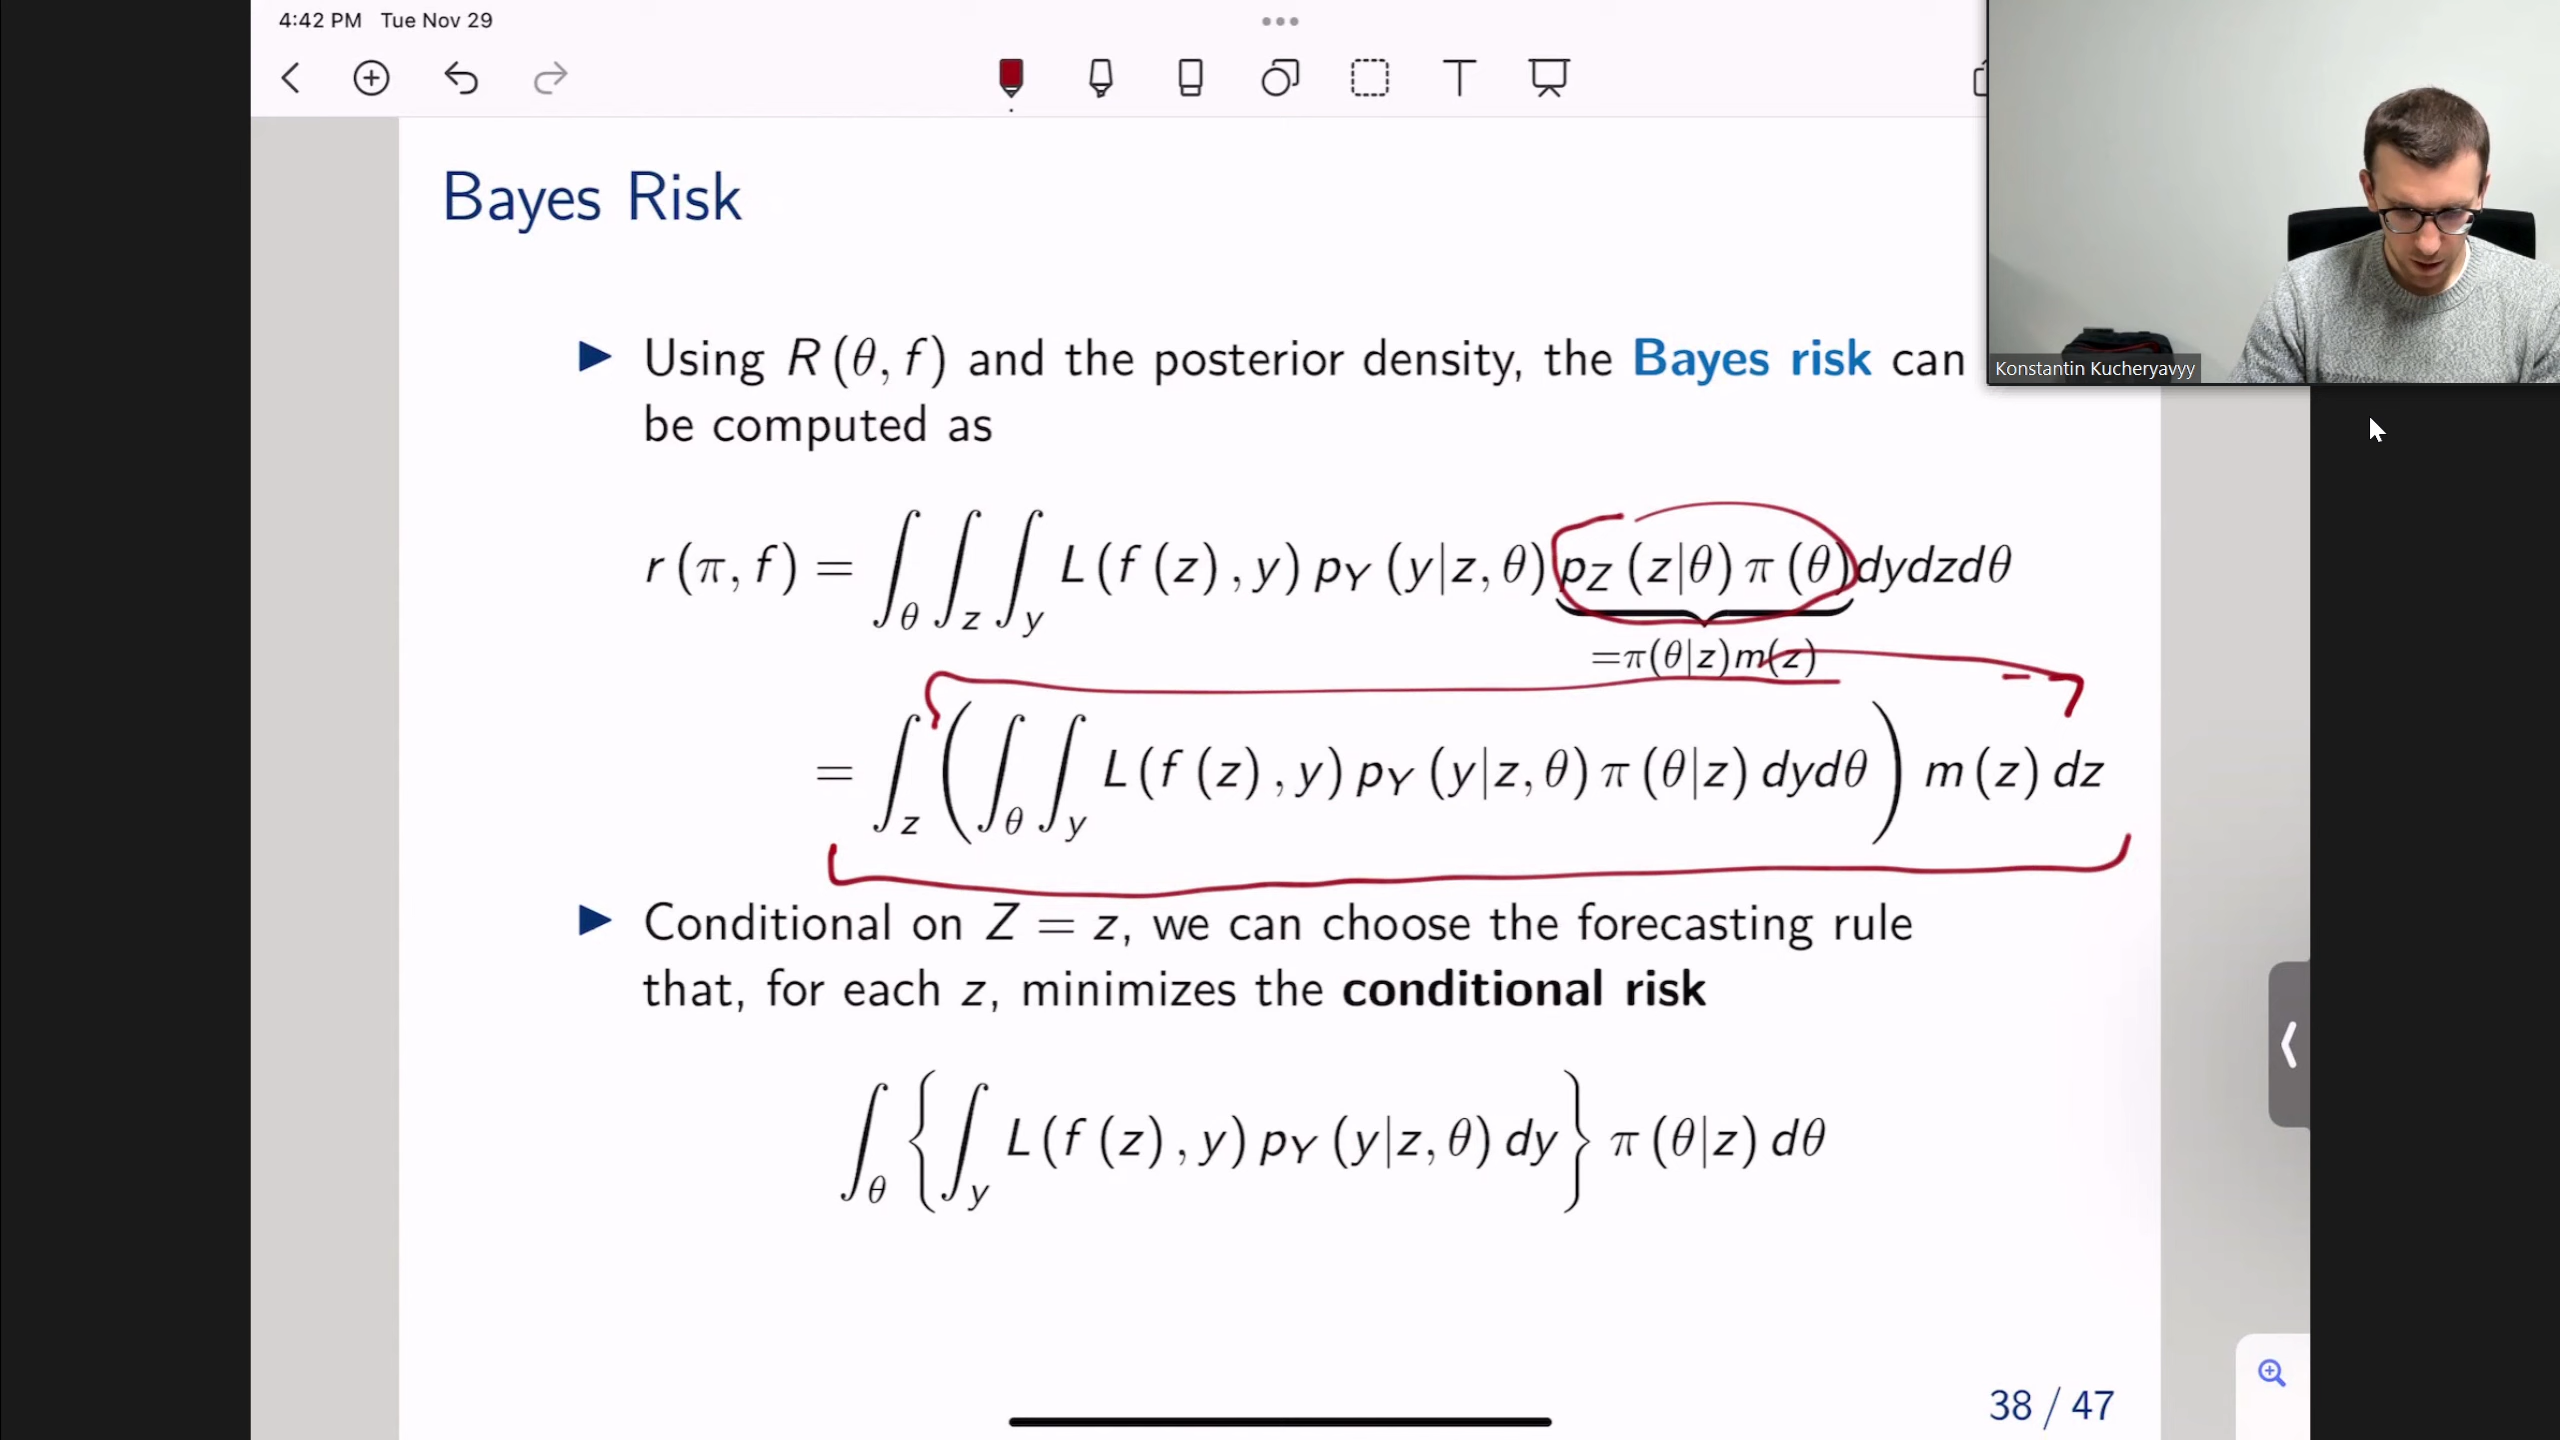 4:42 PM Tue Nov 29
Bayes Risk
Konstantin Kucheryavyy
▶ Using R (θ, f) and the posterior density, the Bayes risk can
be computed as
r (π, f) = ∫_θ ∫_z ∫_y L (f (z) , y) p_Y (y|z, θ) p_Z (z|θ) π (θ) dydzdθ
=π(θ|z)m(z)
= ∫_z ( ∫_θ ∫_y L (f (z) , y) p_Y (y|z, θ) π (θ|z) dydθ ) m (z) dz
▶ Conditional on Z = z, we can choose the forecasting rule
that, for each z, minimizes the conditional risk
∫_θ { ∫_y L (f (z) , y) p_Y (y|z, θ) dy } π (θ|z) dθ
38 / 47